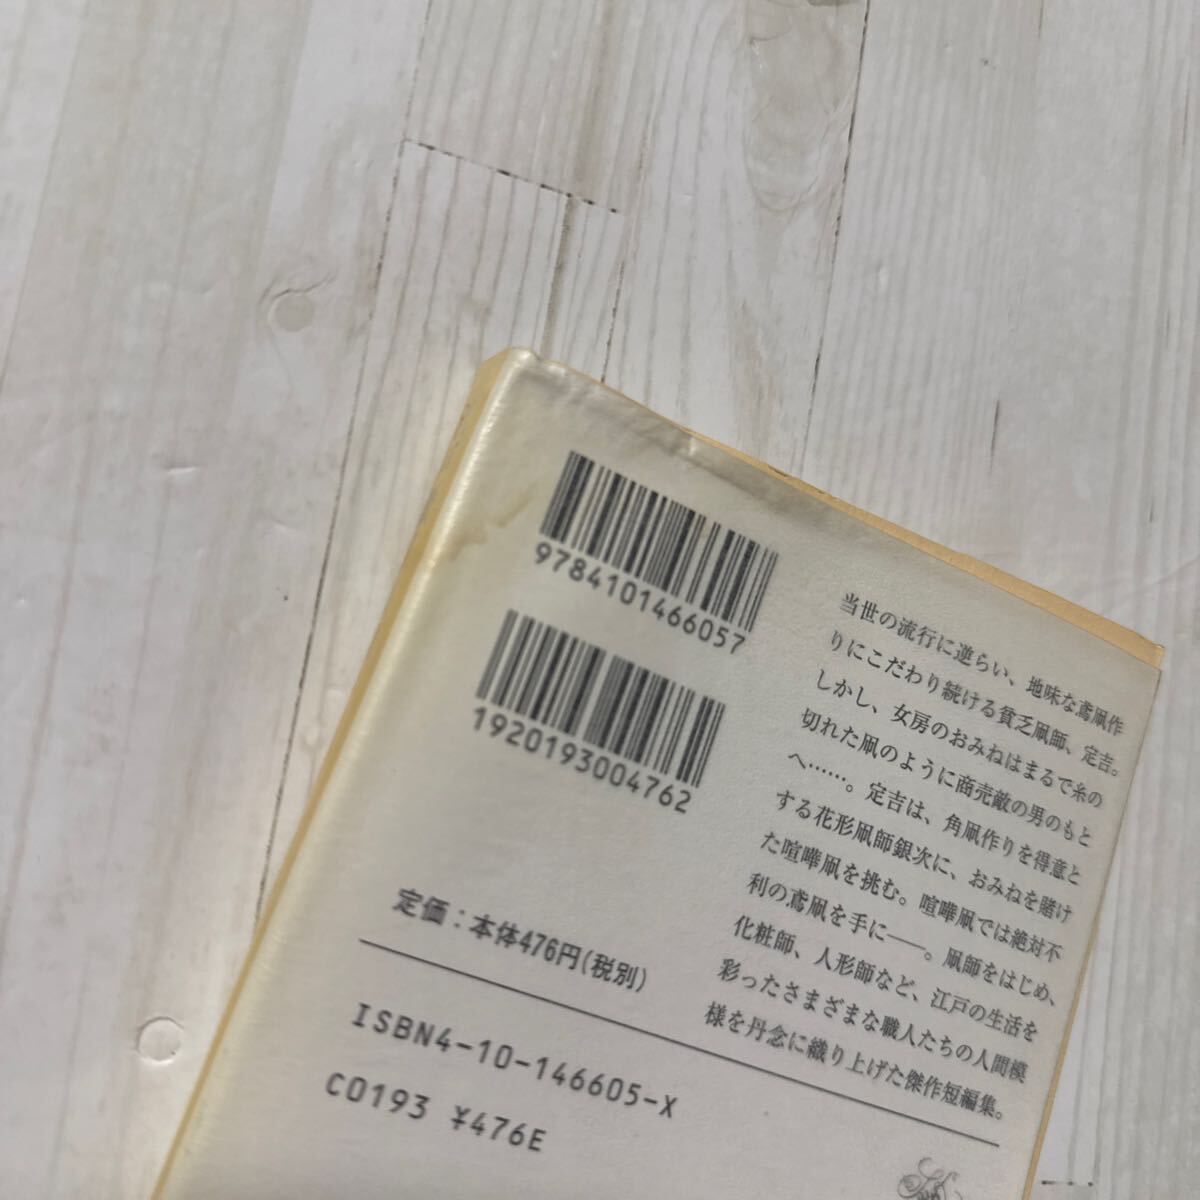 9784101466057
1920193004762
当世の流行に逆らい、地味な鳶凧作
りにこだわり続ける貧乏凧師、定吉。
しかし、女房のおみねはまるで糸の
切れた凧のように商売敵の男のもと
へ……。定吉は、角凧作りを得意と
する花形凧師銀次に、おみねを賭け
た喧嘩凧を挑む。喧嘩凧では絶対不
利の鳶凧を手に――。凧師をはじめ、
化粧師、人形師など、江戸の生活を
彩ったさまざまな職人たちの人間模
様を丹念に織り上げた傑作短編集。
定価：本体476円(税別)
ISBN4-10-146605-X
C0193 ¥476E